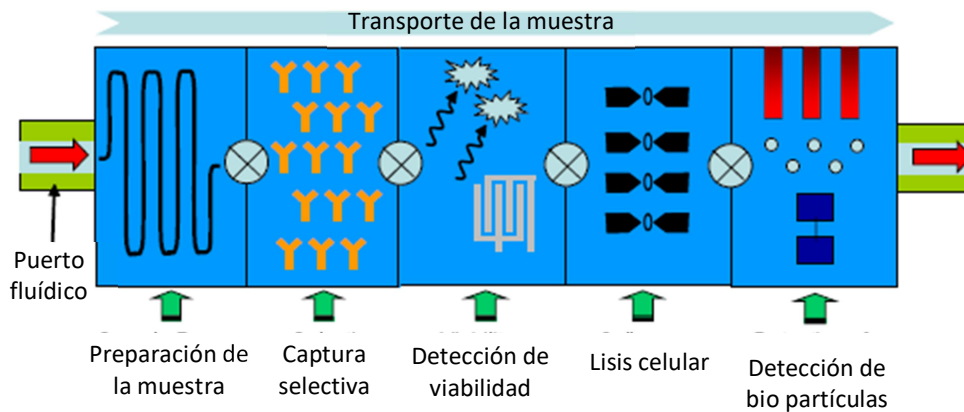 Transporte de la muestra
Puerto
fluídico
Preparación de
la muestra
Captura
selectiva
Detección de
viabilidad
Lisis celular
Detección de
bio partículas